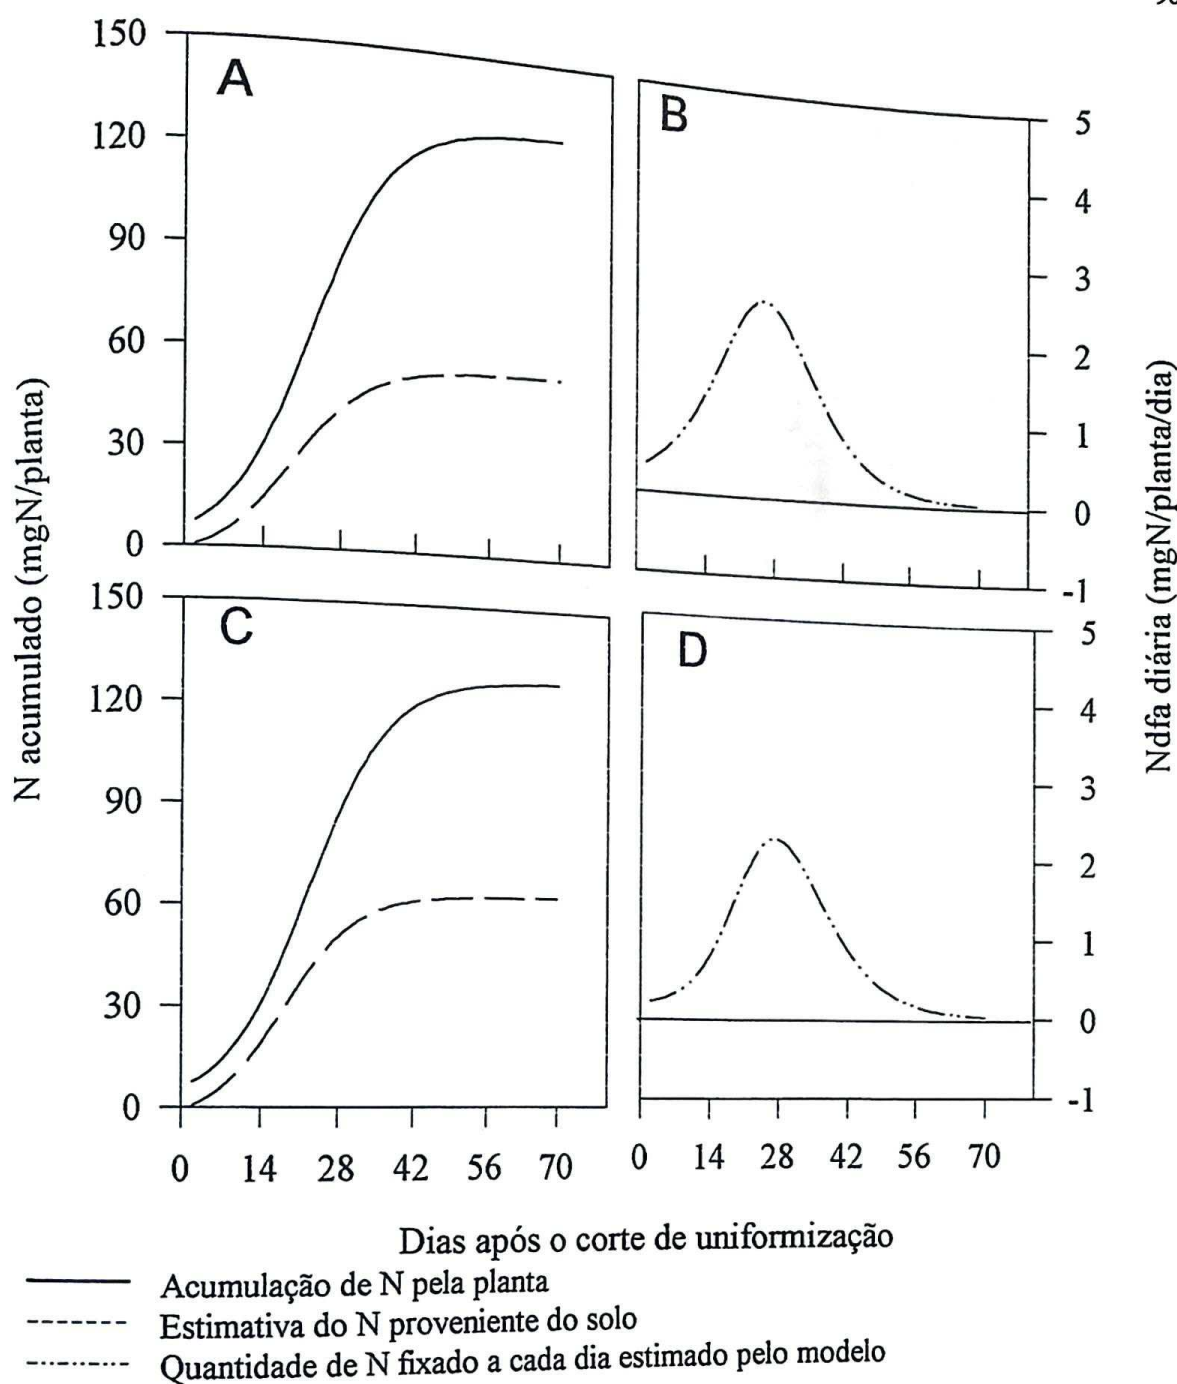 A
B
150
120
90
60
30
0
5
4
3
2
1
0
-1
C
D
150
120
90
60
30
0
5
4
3
2
1
0
-1
0 14 28 42 56 70
0 14 28 42 56 70
N acumulado (mgN/planta)
Ndfa diária (mgN/planta/dia)
Dias após o corte de uniformização
Acumulação de N pela planta
Estimativa do N proveniente do solo
Quantidade de N fixado a cada dia estimado pelo modelo